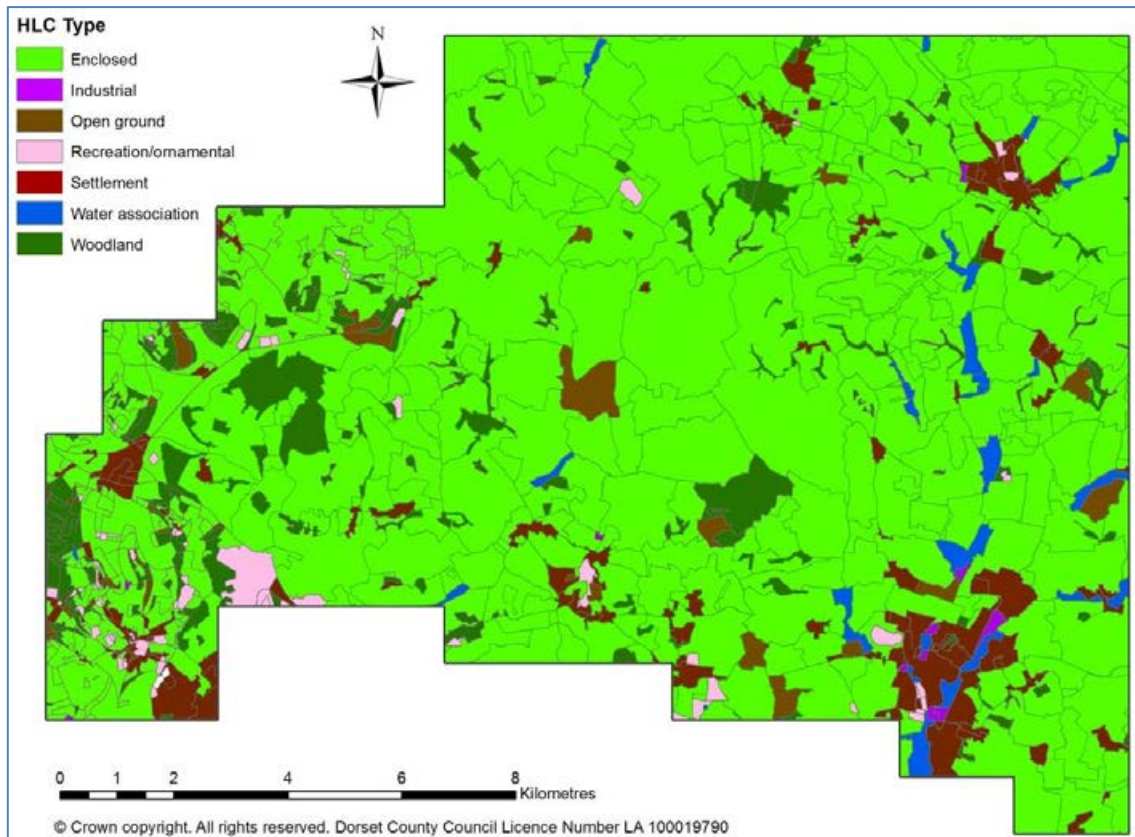 HLC Type
Enclosed
Industrial
Open ground
Recreation/ornamental
Settlement
Water association
Woodland
N
0 1 2 4 6 8
Kilometres
© Crown copyright. All rights reserved. Dorset County Council Licence Number LA 100019790